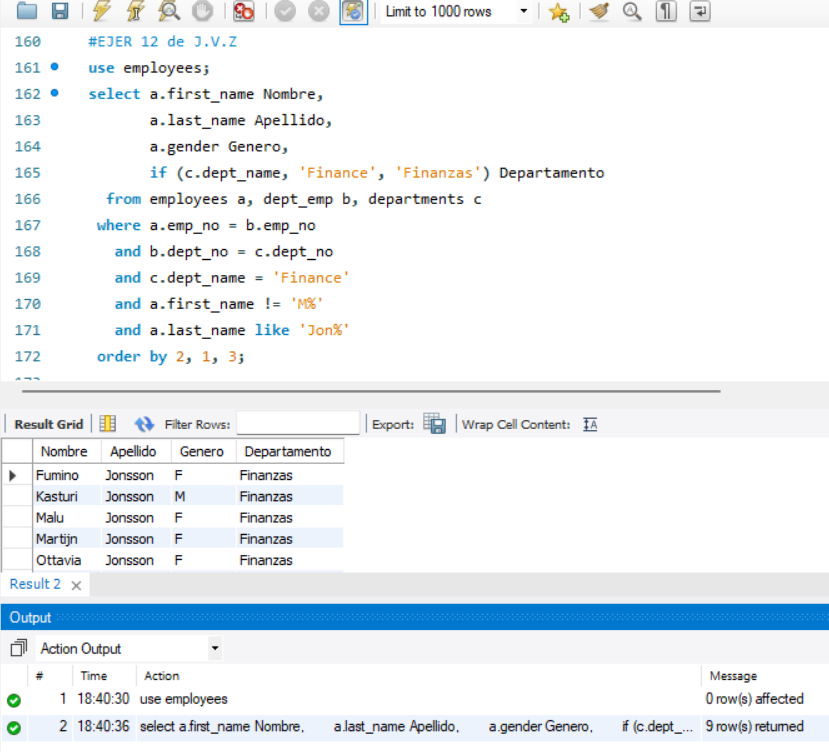 Limit to 1000 rows
160 #EJER 12 de J.V.Z
161 use employees;
162 select a.first_name Nombre,
163 a.last_name Apellido,
164 a.gender Genero,
165 if (c.dept_name, 'Finance', 'Finanzas') Departamento
166 from employees a, dept_emp b, departments c
167 where a.emp_no = b.emp_no
168 and b.dept_no = c.dept_no
169 and c.dept_name = 'Finance'
170 and a.first_name != 'M%'
171 and a.last_name like 'Jon%'
172 order by 2, 1, 3;
Result Grid Filter Rows: Export: Wrap Cell Content: IA
Nombre Apellido Genero Departamento
Fumino Jonsson F Finanzas
Kasturi Jonsson M Finanzas
Malu Jonsson F Finanzas
Martijn Jonsson F Finanzas
Ottavia Jonsson F Finanzas
Result 2
Output
Action Output
# Time Action Message
1 18:40:30 use employees 0 row(s) affected
2 18:40:36 select a.first_name Nombre, a.last_name Apellido, a.gender Genero, if (c.dept_... 9 row(s) returned